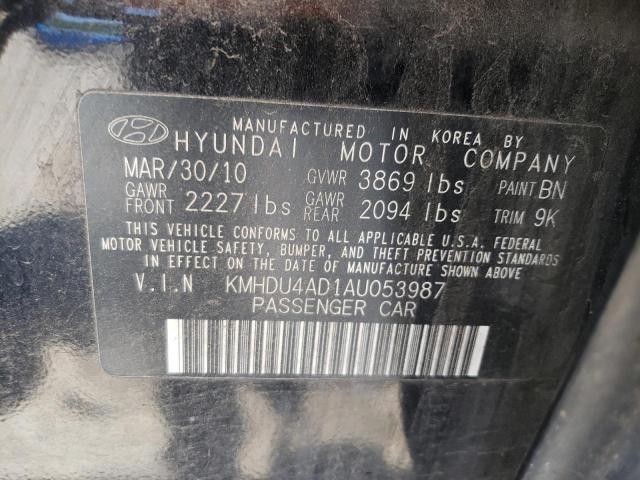 MANUFACTURED IN KOREA BY
HYUNDAI MOTOR COMPANY
MAR/30/10 GVWR 3869 lbs PAINT BN
GAWR FRONT 2227 lbs GAWR REAR 2094 lbs TRIM 9K
THIS VEHICLE CONFORMS TO ALL APPLICABLE U.S.A. FEDERAL
MOTOR VEHICLE SAFETY, BUMPER, AND THEFT PREVENTION STANDARDS
IN EFFECT ON THE DATE OF MANUFACTURE SHOWN ABOVE
V.I.N KMHDU4AD1AU053987
PASSENGER CAR